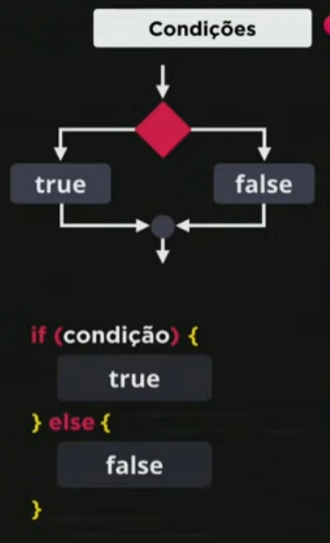 Condições
true false
if (condição) {
true
} else {
false
}